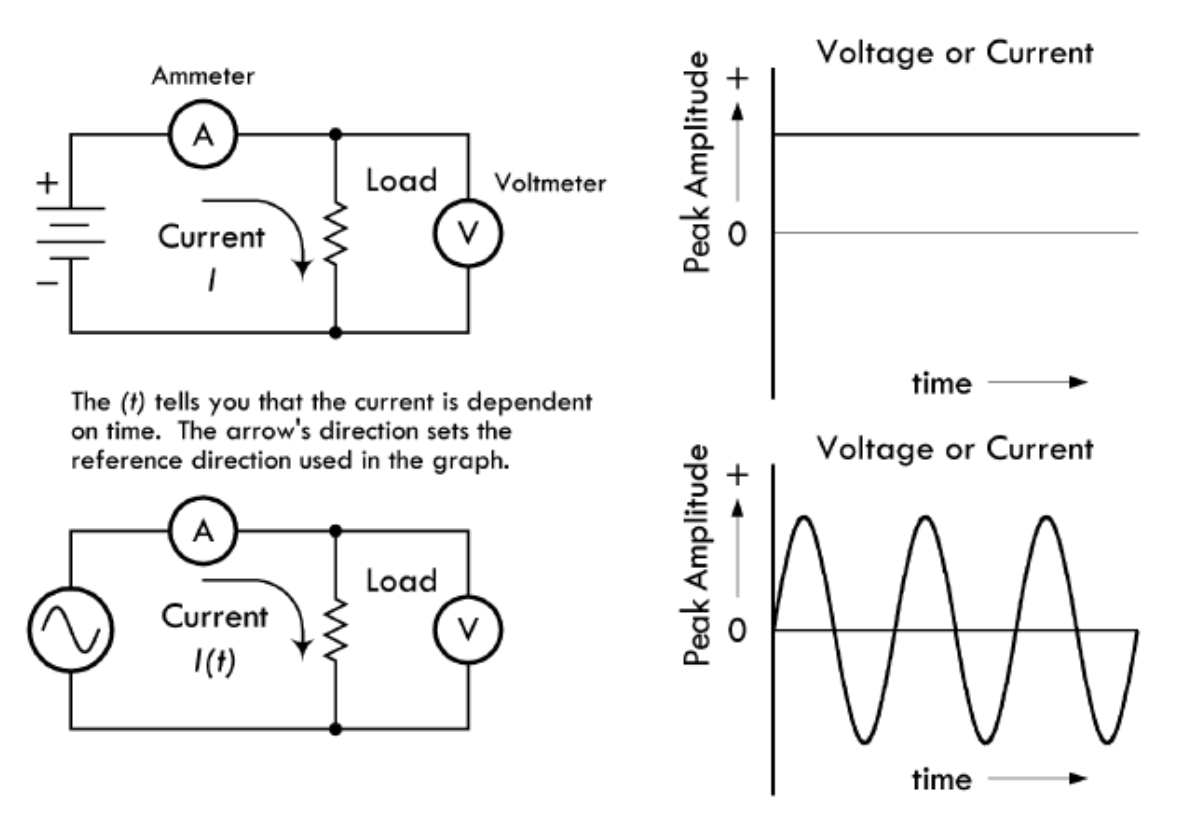 Ammeter
A
+
Load
Voltmeter
V
Current
I
−
Voltage or Current
Peak Amplitude
+
0
time
The (t) tells you that the current is dependent
on time. The arrow's direction sets the
reference direction used in the graph.
A
Load
Current
V
I(t)
Voltage or Current
Peak Amplitude
+
0
time